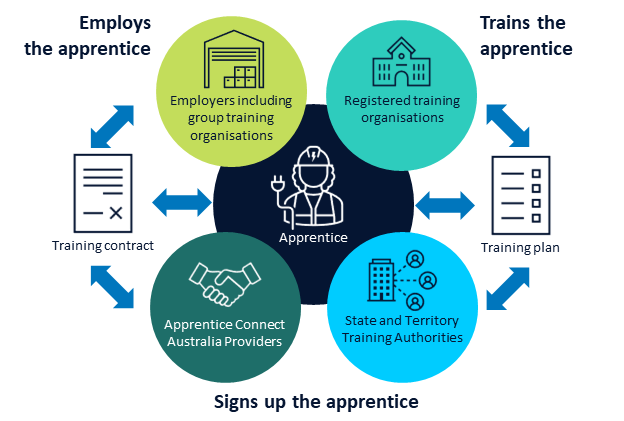 Employs
the apprentice
Trains the
apprentice
Employers including
group training
organisations
Registered training
organisations
Training contract
Apprentice
Training plan
Apprentice Connect
Australia Providers
State and Territory
Training Authorities
Signs up the apprentice